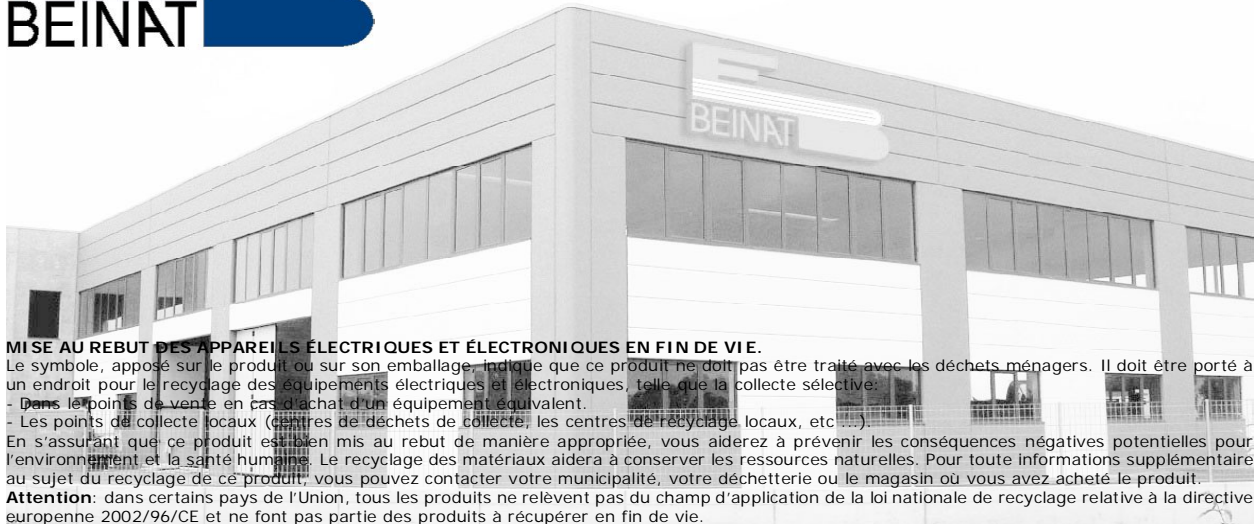 BEINAT
BEINAT
MISE AU REBUT DES APPAREILS ÉLECTRIQUES ET ÉLECTRONIQUES EN FIN DE VIE.
Le symbole, apposé sur le produit ou sur son emballage, indique que ce produit ne doit pas être traité avec les déchets ménagers. Il doit être porté à
un endroit pour le recyclage des équipements électriques et électroniques, telle que la collecte sélective:
- Dans le points de vente en cas d'achat d'un équipement équivalent.
- Les points de collecte locaux (centres de déchets de collecte, les centres de recyclage locaux, etc ...).
En s'assurant que ce produit est bien mis au rebut de manière appropriée, vous aiderez à prévenir les conséquences négatives potentielles pour
l'environnement et la santé humaine. Le recyclage des matériaux aidera à conserver les ressources naturelles. Pour toute informations supplémentaire
au sujet du recyclage de ce produit, vous pouvez contacter votre municipalité, votre déchetterie ou le magasin où vous avez acheté le produit.
Attention: dans certains pays de l'Union, tous les produits ne relèvent pas du champ d'application de la loi nationale de recyclage relative à la directive
europenne 2002/96/CE et ne font pas partie des produits à récupérer en fin de vie.